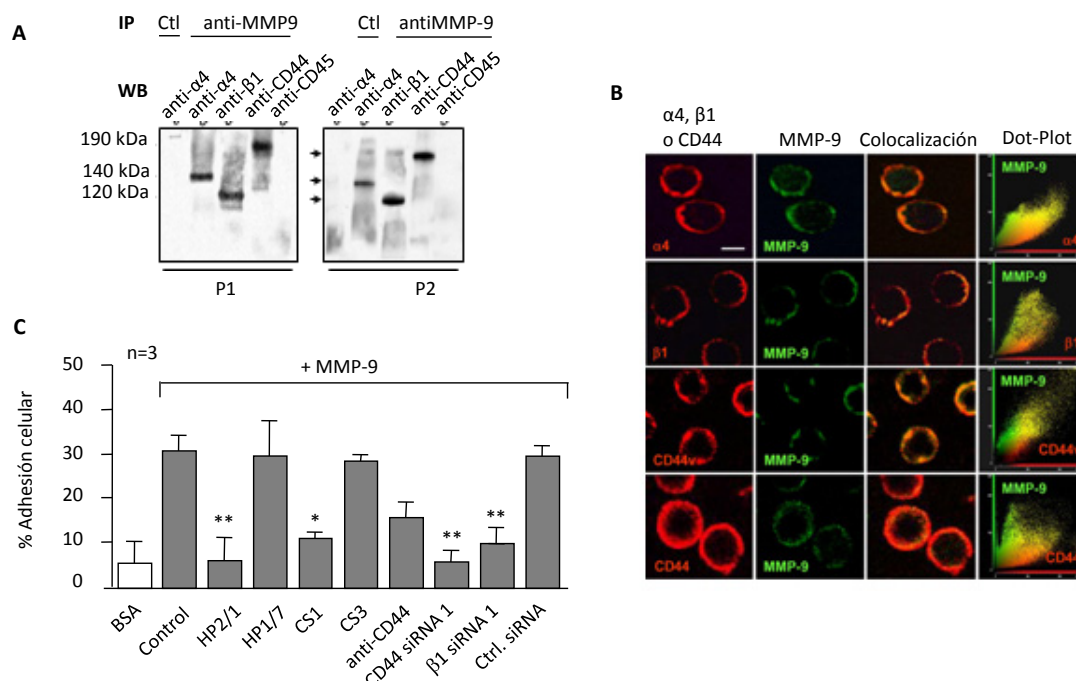 A
IP Ctl anti-MMP9 Ctl antiMMP-9
WB anti-α4 anti-α4 anti-β1 anti-CD44 anti-CD45 anti-α4 anti-α4 anti-β1 anti-CD44 anti-CD45
190 kDa
140 kDa
120 kDa
P1 P2
B
α4, β1
o CD44 MMP-9 Colocalización Dot-Plot
α4 MMP-9 MMP-9 α4
β1 MMP-9 MMP-9 β1
CD44v MMP-9 MMP-9 CD44v
CD44 MMP-9 MMP-9 CD44
C
n=3
+ MMP-9
% Adhesión celular
50
40
30
20
10
0
** * ** **
BSA Control HP2/1 HP1/7 CS1 CS3 anti-CD44 CD44 siRNA 1 β1 siRNA 1 Ctrl. siRNA